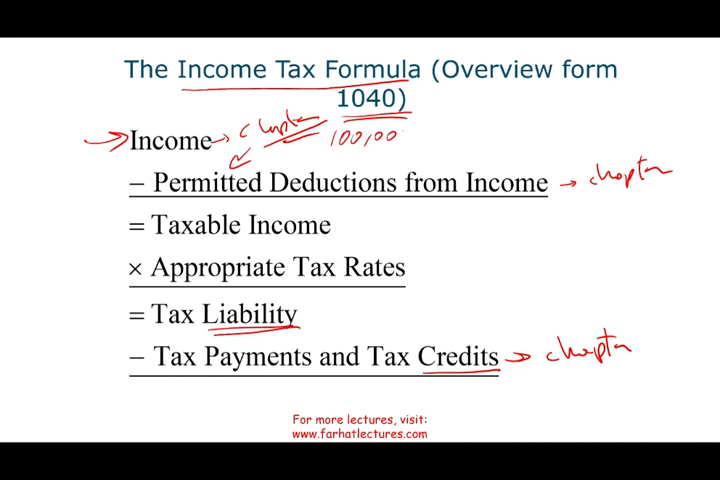 The Income Tax Formula (Overview form
1040)
Income chapter
100,00
− Permitted Deductions from Income chapter
= Taxable Income
× Appropriate Tax Rates
= Tax Liability
− Tax Payments and Tax Credits chapter
For more lectures, visit:
www.farhatlectures.com